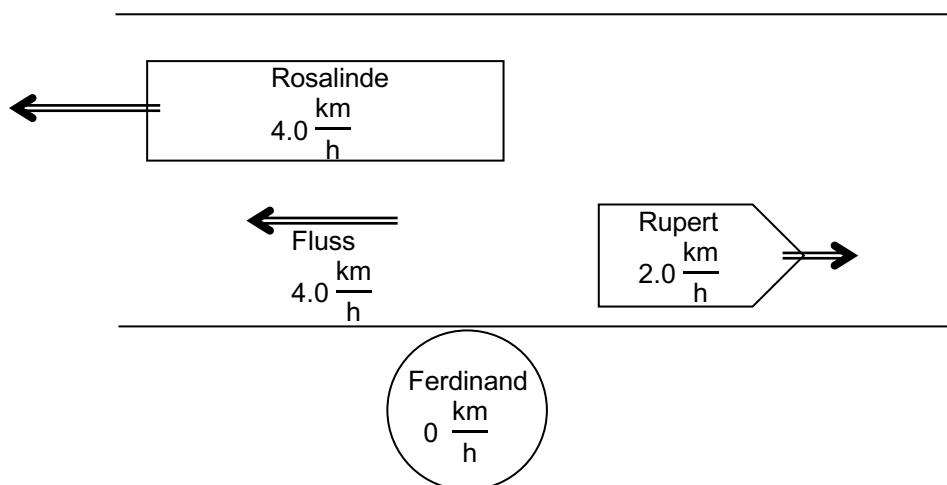 Rosalinde
4.0 km/h
Fluss
4.0 km/h
Rupert
2.0 km/h
Ferdinand
0 km/h